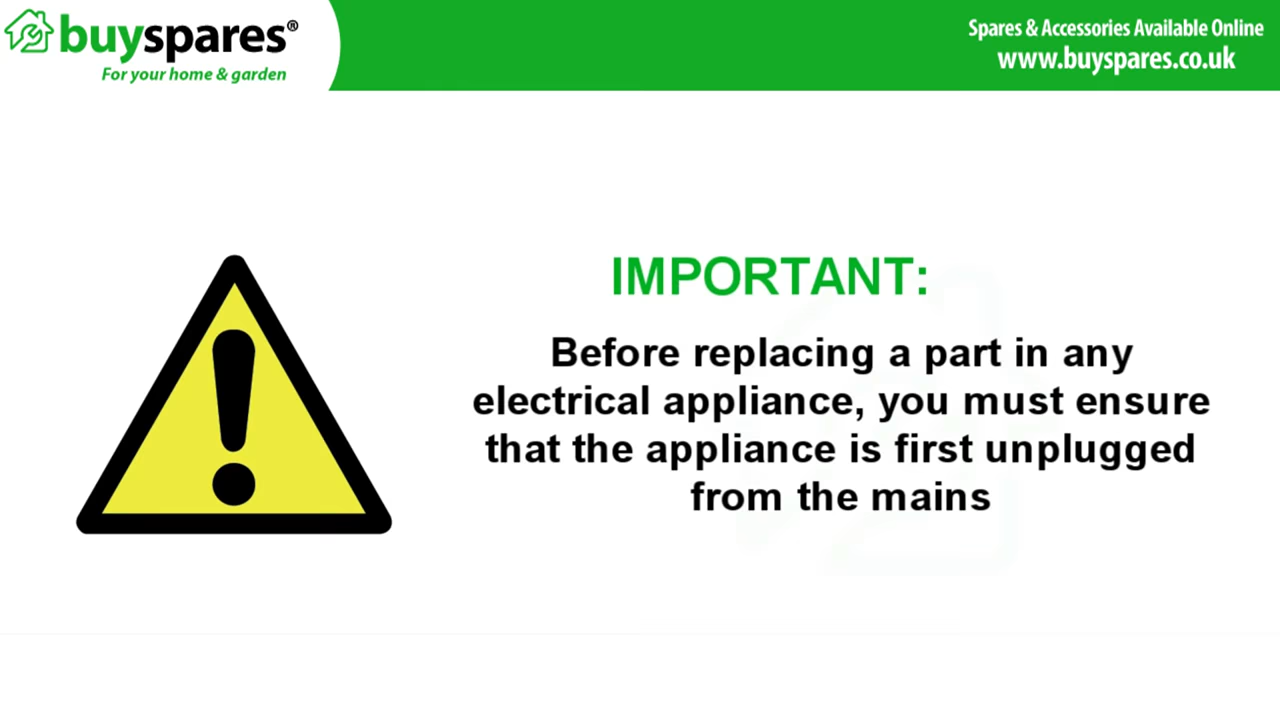 buyspares®
For your home & garden
Spares & Accessories Available Online
www.buyspares.co.uk
IMPORTANT:
Before replacing a part in any
electrical appliance, you must ensure
that the appliance is first unplugged
from the mains